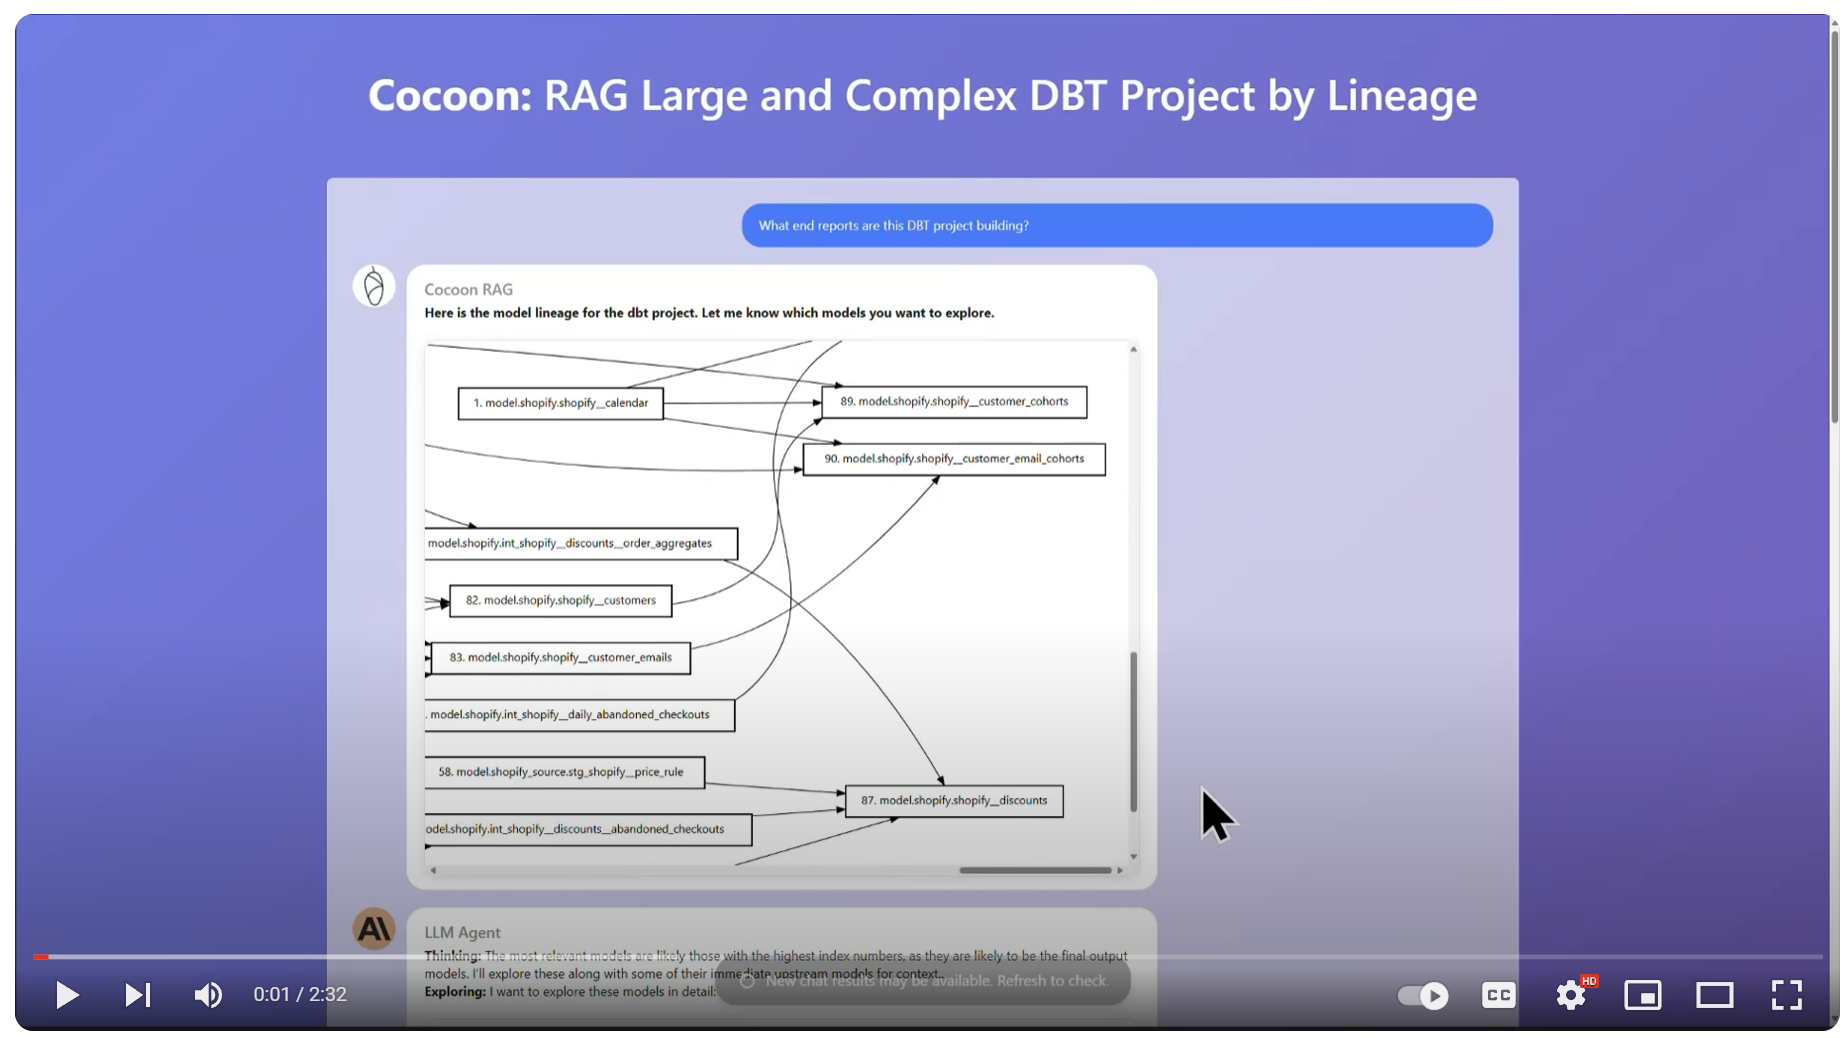 Cocoon: RAG Large and Complex DBT Project by Lineage
What end reports are this DBT project building?
Cocoon RAG
Here is the model lineage for the dbt project. Let me know which models you want to explore.
1. model.shopify.shopify__calendar
89. model.shopify.shopify__customer_cohorts
90. model.shopify.shopify__customer_email_cohorts
model.shopify.int_shopify__discounts__order_aggregates
82. model.shopify.shopify__customers
83. model.shopify.shopify__customer_emails
. model.shopify.int_shopify__daily_abandoned_checkouts
58. model.shopify_source.stg_shopify__price_rule
87. model.shopify.shopify__discounts
odel.shopify.int_shopify__discounts__abandoned_checkouts
LLM Agent
Thinking: The most relevant models are likely those with the highest index numbers, as they are likely to be the final output
models. I'll explore these along with some of their immediate upstream models for context..
Exploring: I want to explore these models in detail:
New chat results may be available. Refresh to check.
0:01 / 2:32
CC
HD